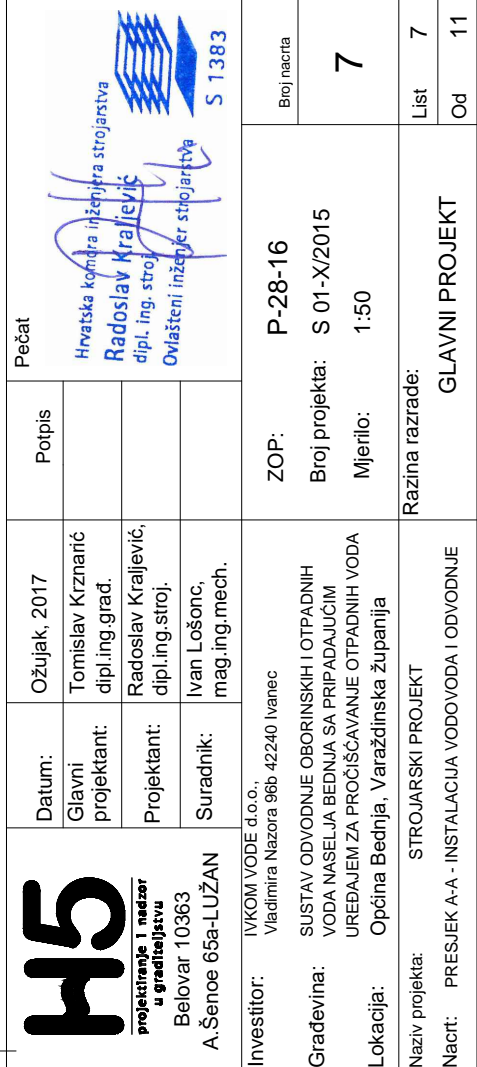 H5
projektiranje i nadzor
u graditeljstvu
Belovar 10363
A.Šenoe 65a-LUŽAN
Datum:
Ožujak, 2017
Potpis
Pečat
Glavni
projektant:
Tomislav Krznarić
dipl.ing.građ.
Projektant:
Radoslav Kraljević,
dipl.ing.stroj.
Suradnik:
Ivan Lošonc,
mag.ing.mech.
Hrvatska komora inženjera strojarstva
Radoslav Kraljević
dipl. ing. stroj.
Ovlašteni inženjer strojarstva
S 1383
Investitor:
IVKOM VODE d.o.o.,
Vladimira Nazora 96b 42240 Ivanec
Građevina:
SUSTAV ODVODNJE OBORINSKIH I OTPADNIH
VODA NASELJA BEDNJA SA PRIPADAJUĆIM
UREĐAJEM ZA PROČIŠĆAVANJE OTPADNIH VODA
Lokacija:
Općina Bednja, Varaždinska županija
ZOP:
P-28-16
Broj projekta:
S 01-X/2015
Mjerilo:
1:50
Broj nacrta
7
Naziv projekta:
STROJARSKI PROJEKT
Nacrt:
PRESJEK A-A - INSTALACIJA VODOVODA I ODVODNJE
Razina razrade:
GLAVNI PROJEKT
List
7
Od
11